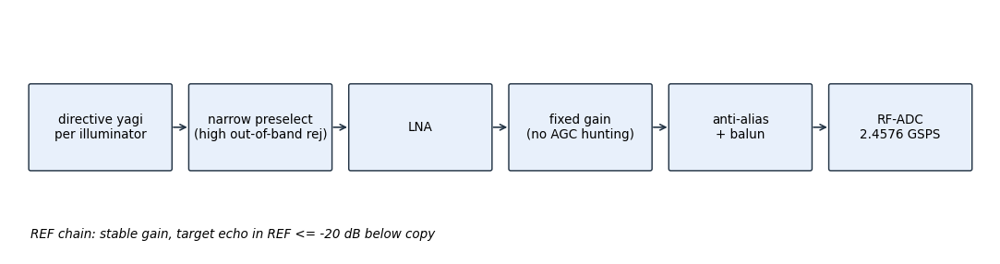 directive yagi
per illuminator
narrow preselect
(high out-of-band rej)
LNA
fixed gain
(no AGC hunting)
anti-alias
+ balun
RF-ADC
2.4576 GSPS
REF chain: stable gain, target echo in REF <= -20 dB below copy